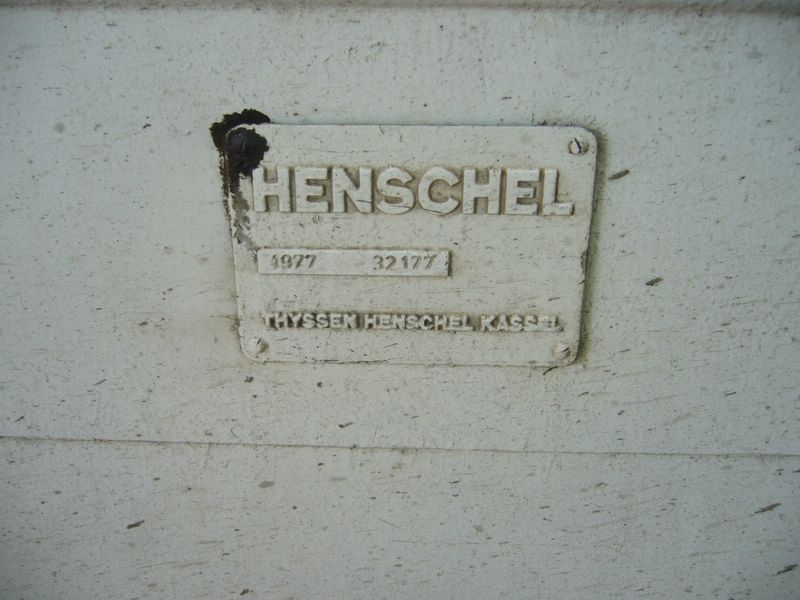 HENSCHEL
1977 32177
THYSSEN HENSCHEL KASSEL